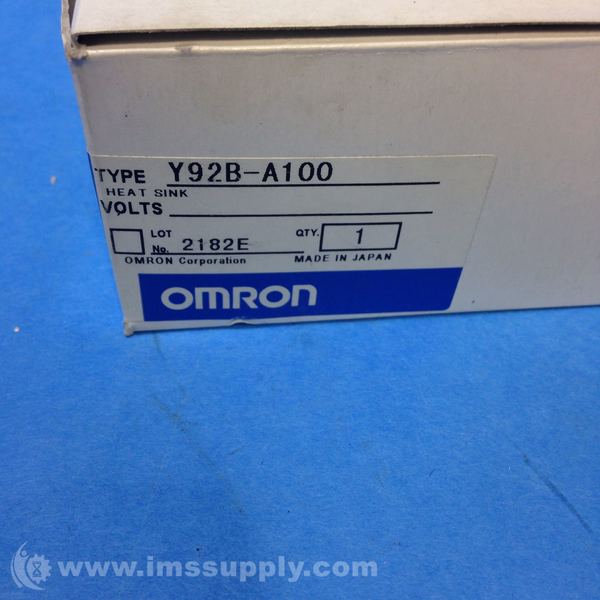 TYPE Y92B-A100
HEAT SINK
VOLTS
LOT No. 2182E QTY. 1
OMRON Corporation MADE IN JAPAN
OMRON
www.imssupply.com